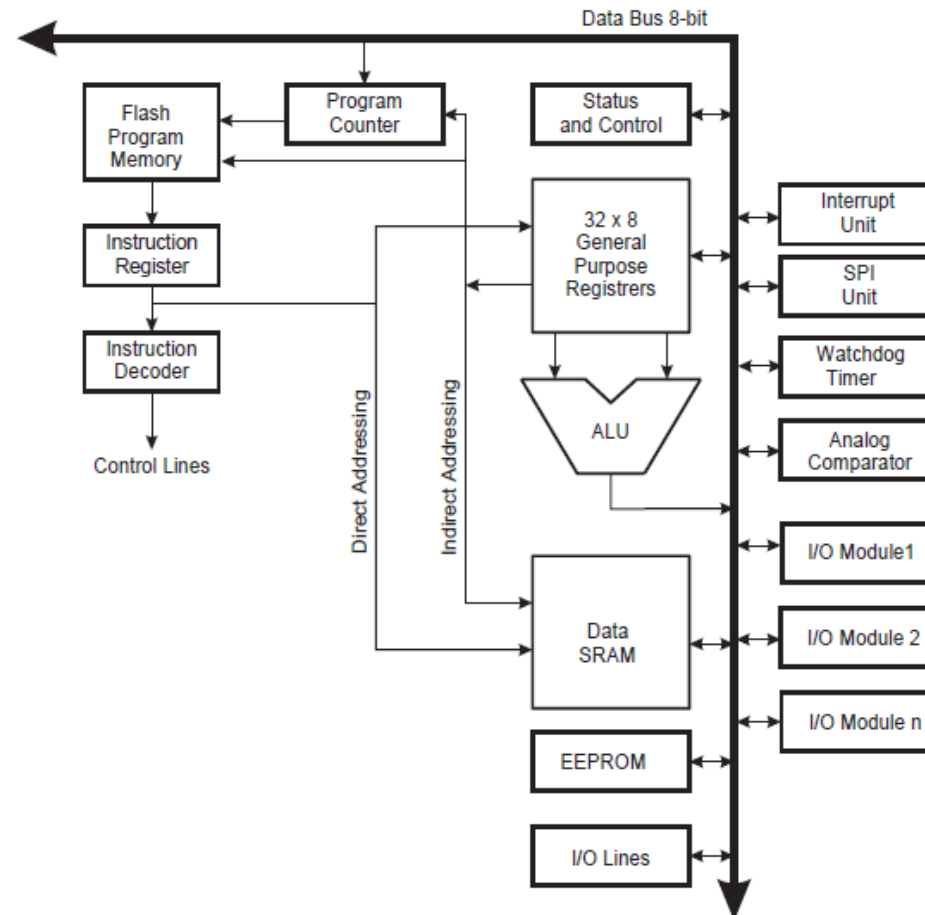 Data Bus 8-bit
Flash
Program
Memory
Program
Counter
Status
and Control
32 x 8
General
Purpose
Registrers
Interrupt
Unit
Instruction
Register
SPI
Unit
Instruction
Decoder
Watchdog
Timer
Control Lines
Direct Addressing
Indirect Addressing
ALU
Analog
Comparator
I/O Module1
Data
SRAM
I/O Module 2
I/O Module n
EEPROM
I/O Lines